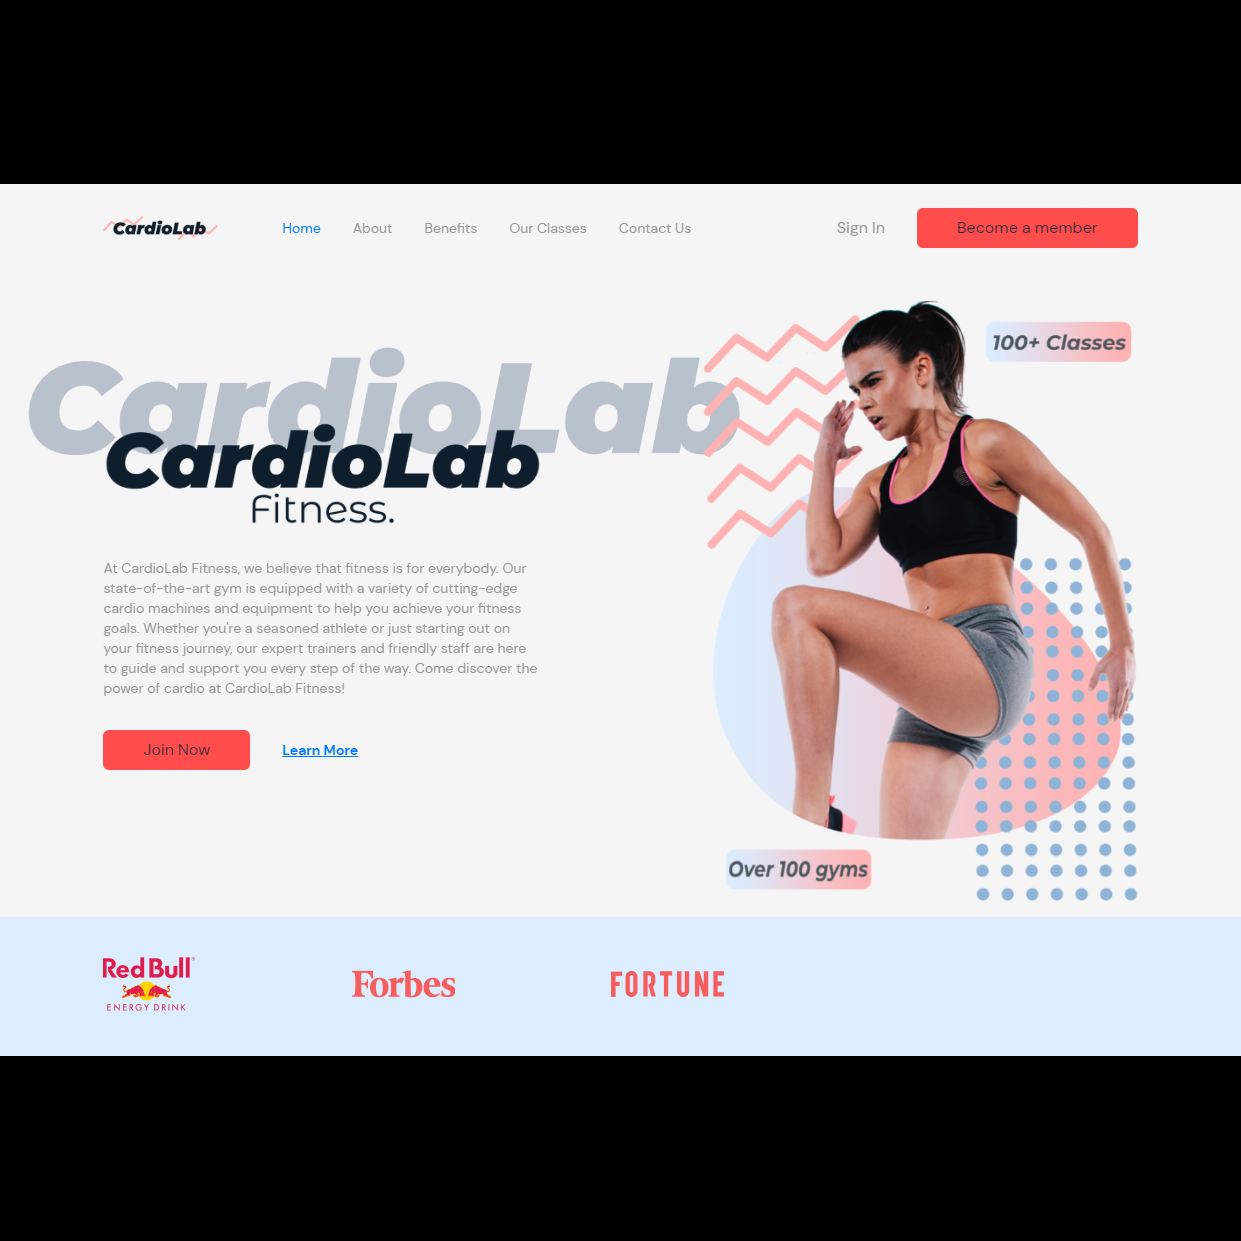 CardioLab
Home
About
Benefits
Our Classes
Contact Us
Sign In
Become a member
100+ Classes
CardioLab
CardioLab
Fitness.
At CardioLab Fitness, we believe that fitness is for everybody. Our
state-of-the-art gym is equipped with a variety of cutting-edge
cardio machines and equipment to help you achieve your fitness
goals. Whether you're a seasoned athlete or just starting out on
your fitness journey, our expert trainers and friendly staff are here
to guide and support you every step of the way. Come discover the
power of cardio at CardioLab Fitness!
Join Now
Learn More
Over 100 gyms
Red Bull
ENERGY DRINK
Forbes
FORTUNE